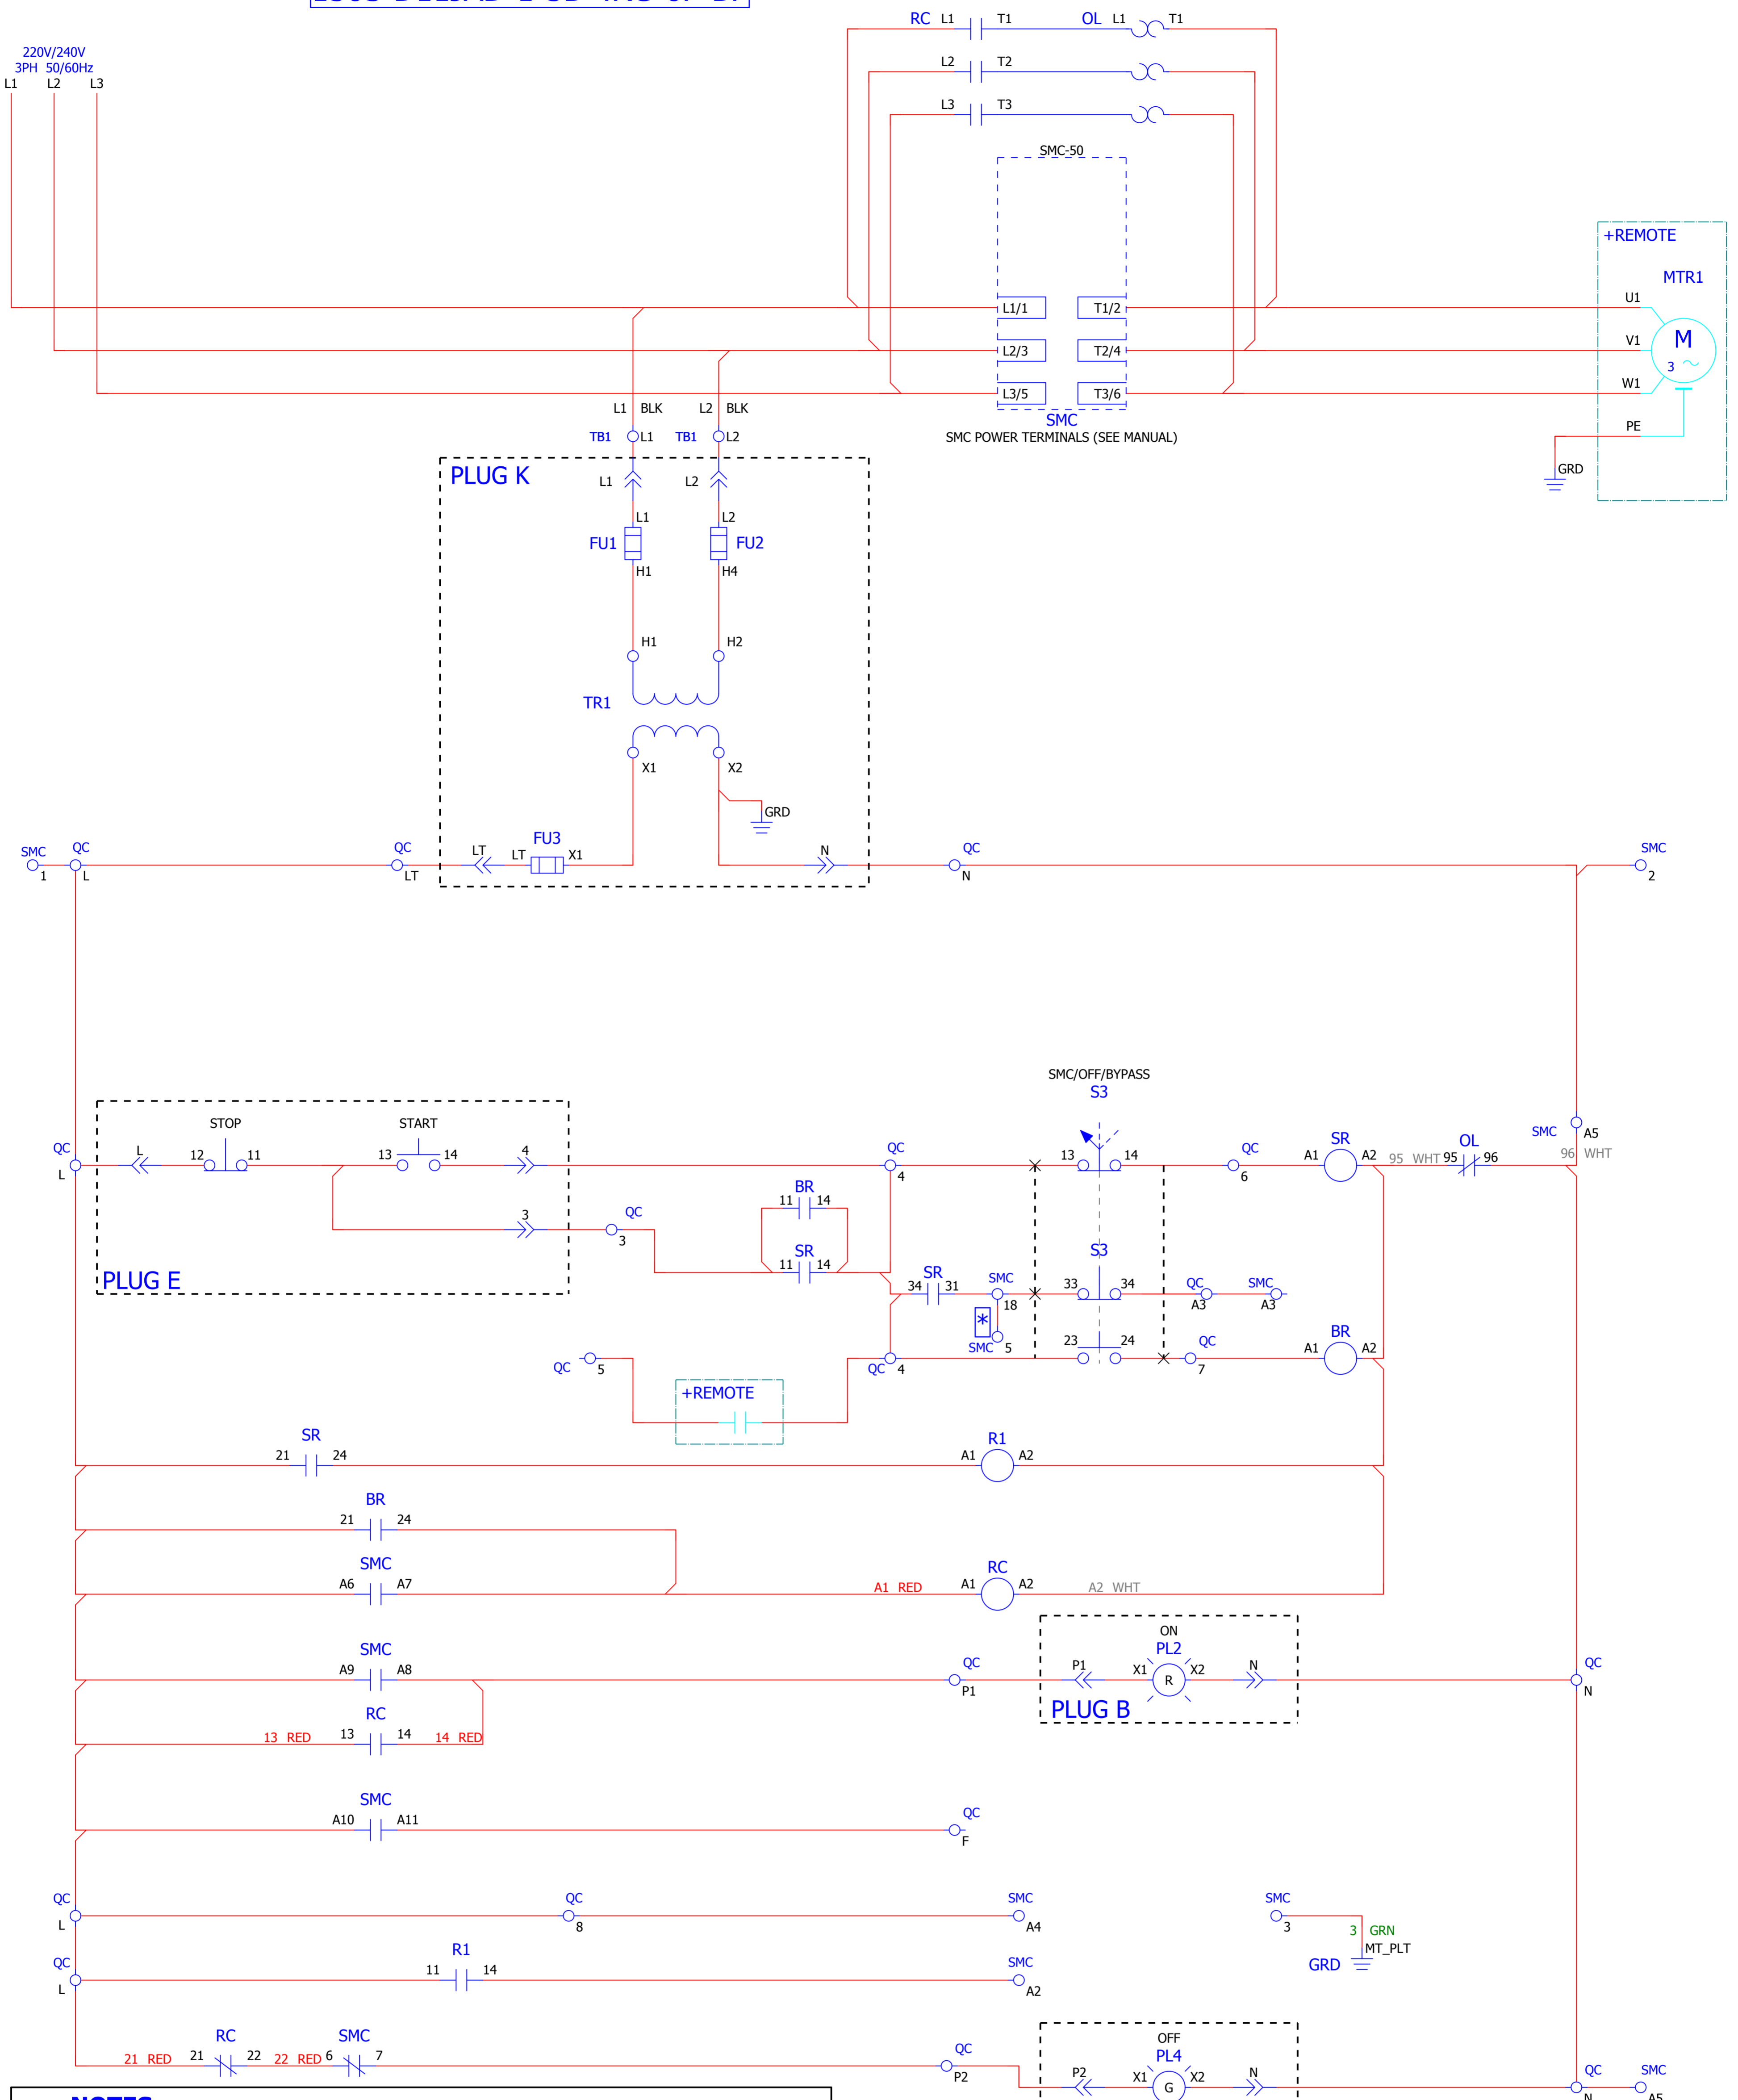 RC L1 T1 OL L1 T1
220V/240V
3PH 50/60Hz
L1 L2 L3
L2 T2
L3 T3
SMC-50
+REMOTE
MTR1
L1/1 T1/2 U1
L2/3 T2/4 V1 M
3
L3/5 T3/6 W1
L1 BLK L2 BLK
SMC
SMC POWER TERMINALS (SEE MANUAL)
PE
GRD
TB1 L1 TB1 L2
PLUG K
L1 L2
L1 L2
FU1 FU2
H1 H4
H1 H2
TR1
X1 X2
GRD
SMC QC QC LT LT FU3 X1 N QC SMC
1 L LT N 2
SMC/OFF/BYPASS
S3
STOP START
QC L 12 11 13 14 4 QC 13 14 QC SR OL SMC A5
L 4 6 A1 A2 95 WHT 95 96 96 WHT
BR
11 14
3 QC
3
SR
11 14
S3
PLUG E
SR
34 31 SMC 33 34 QC SMC
18 A3 A3
*
SMC 5 23 24 QC BR
QC 5 QC 4 7 A1 A2
+REMOTE
SR R1
21 24 A1 A2
BR
21 24
SMC RC
A6 A7 A1 RED A1 A2 A2 WHT
ON
SMC QC PL2 QC
A9 A8 P1 P1 X1 R X2 N N
PLUG B
RC
13 RED 13 14 14 RED
SMC
A10 A11 QC
F
QC QC SMC SMC
L 8 A4 3
3 GRN
MT_PLT
GRD
QC R1 SMC
L 11 14 A2
OFF
RC SMC QC PL4
21 RED 21 22 22 RED 6 7 P2 P2 X1 G X2 N QC SMC